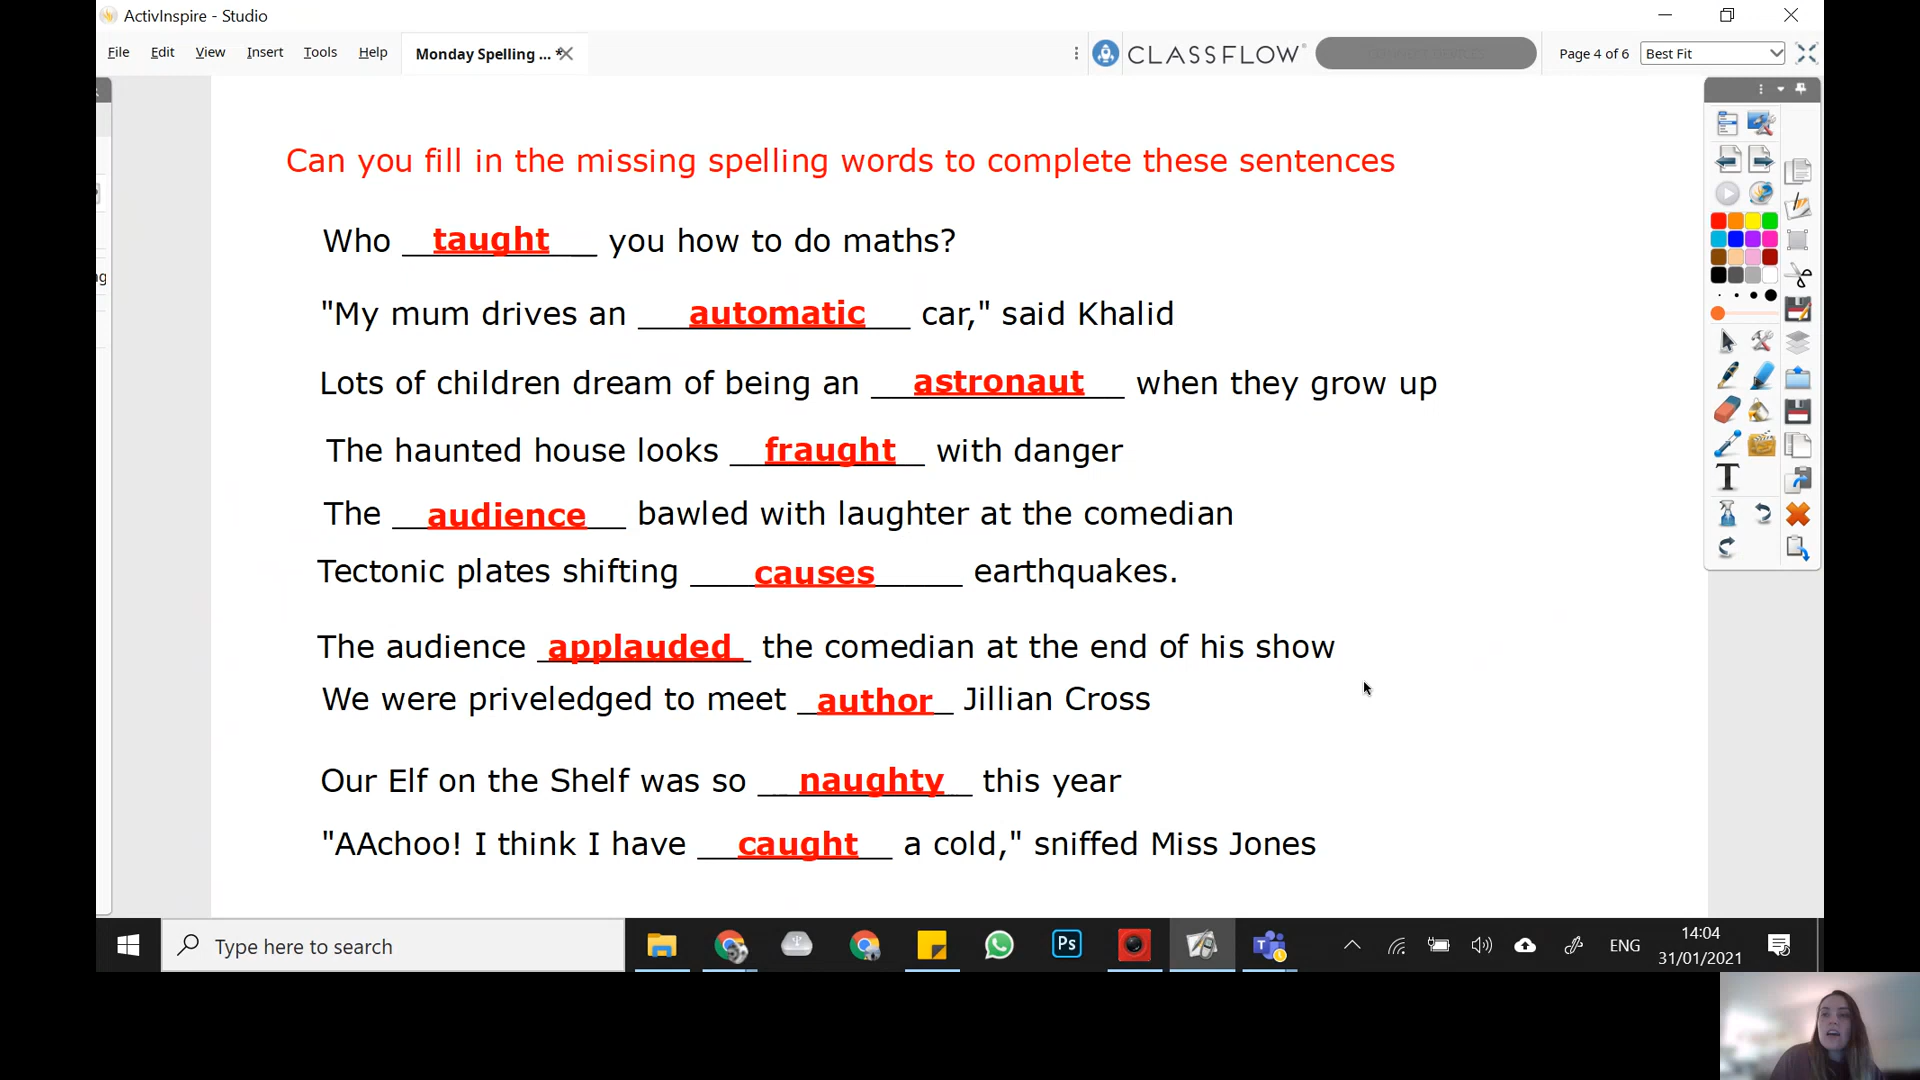 ActivInspire - Studio
File Edit View Insert Tools Help Monday Spelling ... * CLASSFLOW Page 4 of 6 Best Fit
Can you fill in the missing spelling words to complete these sentences
Who taught you how to do maths?
"My mum drives an automatic car," said Khalid
Lots of children dream of being an astronaut when they grow up
The haunted house looks fraught with danger
The audience bawled with laughter at the comedian
Tectonic plates shifting causes earthquakes.
The audience applauded the comedian at the end of his show
We were priveledged to meet author Jillian Cross
Our Elf on the Shelf was so naughty this year
"AAchoo! I think I have caught a cold," sniffed Miss Jones
T
Type here to search
Ps
ENG
14:04
31/01/2021